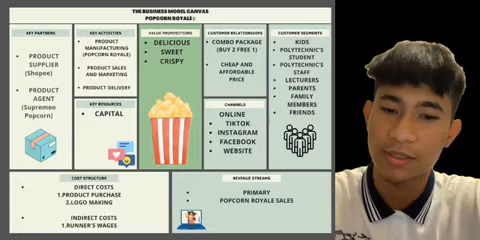 THE BUSINESS MODEL CANVAS
POPCORN ROYALE
KEY PARTNERS
PRODUCT
SUPPLIER
(Shopee)
PRODUCT
AGENT
(Supremeo
Popcorn)
KEY ACTIVITIES
PRODUCT
MANUFACTURING
(POPCORN ROYALE)
PRODUCT SALES
AND MARKETING
PRODUCT DELIVERY
KEY RESOURCES
CAPITAL
VALUE PROPOSITIONS
DELICIOUS
SWEET
CRISPY
CUSTOMER RELATIONSHIPS
COMBO PACKAGE
(BUY 2 FREE 1)
CHEAP AND
AFFORDABLE
PRICE
CHANNELS
ONLINE
TIKTOK
INSTAGRAM
FACEBOOK
WEBSITE
CUSTOMER SEGMENTS
KIDS
POLYTECHNIC'S
STUDENT
POLYTECHNIC'S
STAFF
LECTURERS
PARENTS
FAMILY
MEMBERS
FRIENDS
COST STRUCTURE
DIRECT COSTS
1.PRODUCT PURCHASE
2.LOGO MAKING
INDIRECT COSTS
1.RUNNER'S WAGES
REVENUE STREAMS
PRIMARY
POPCORN ROYALE SALES